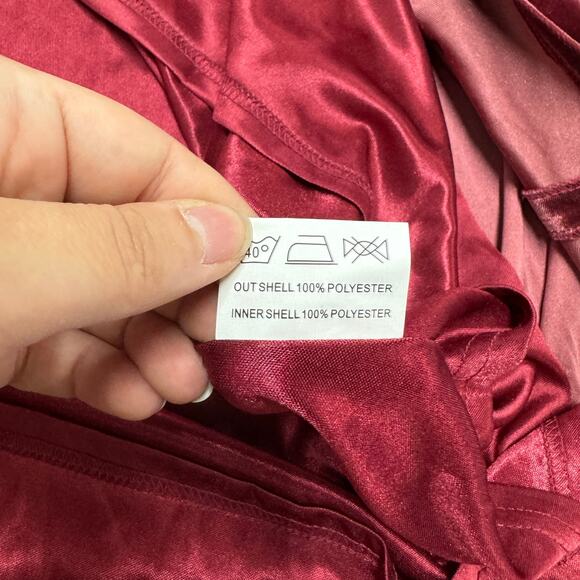 40°
OUT SHELL 100% POLYESTER
INNER SHELL 100% POLYESTER